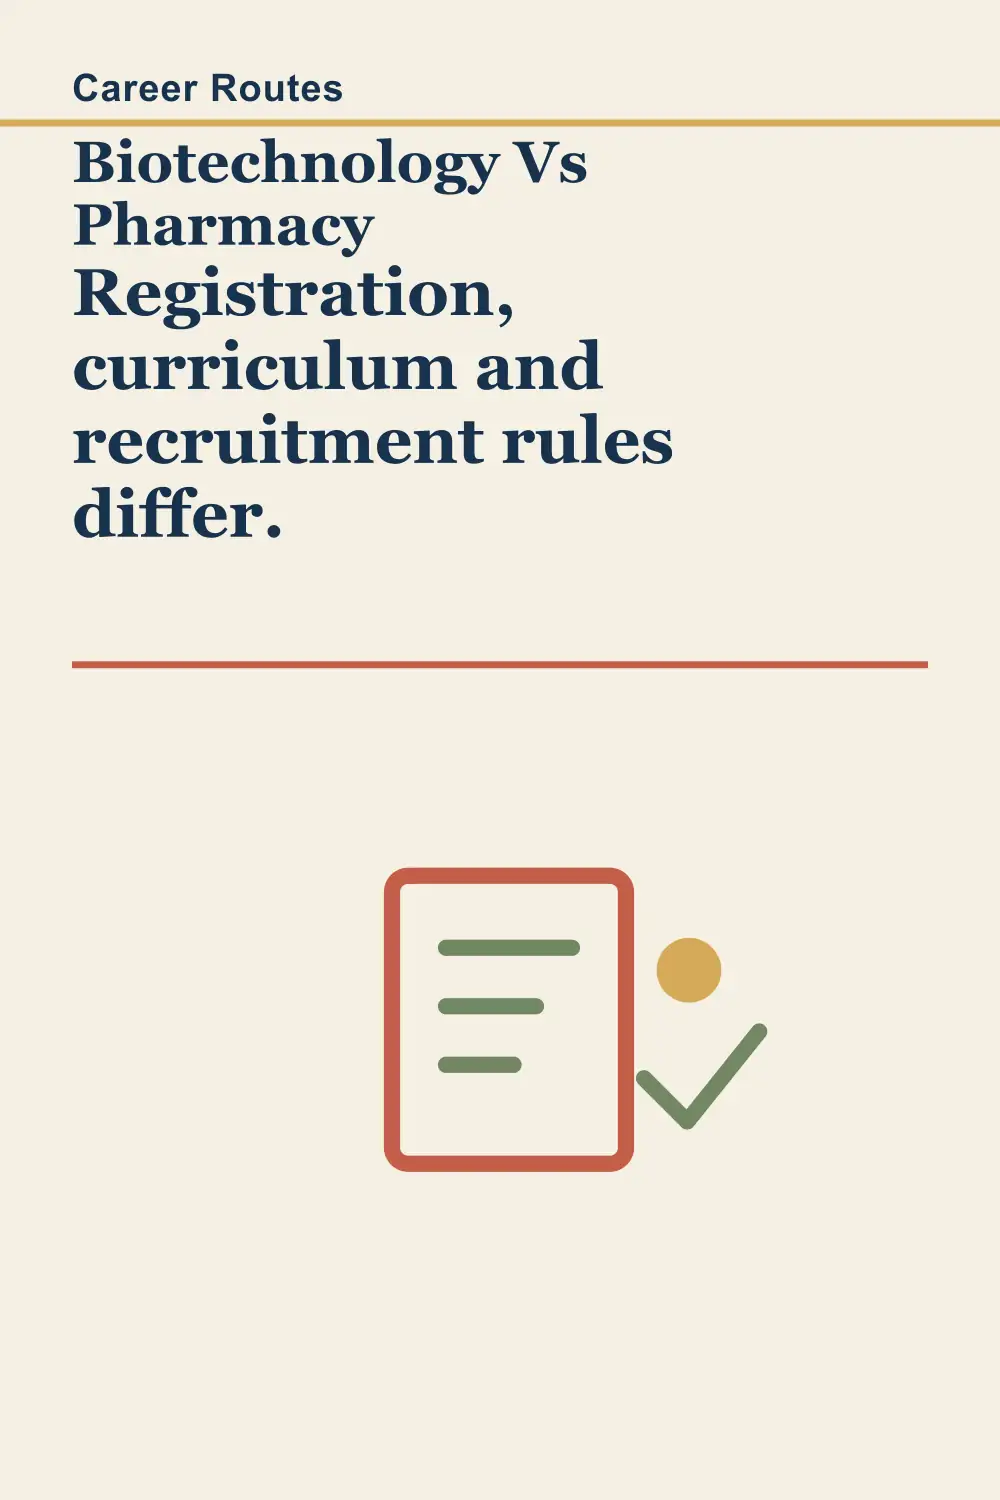 Career Routes
Biotechnology Vs
Pharmacy
Registration,
curriculum and
recruitment rules
differ.